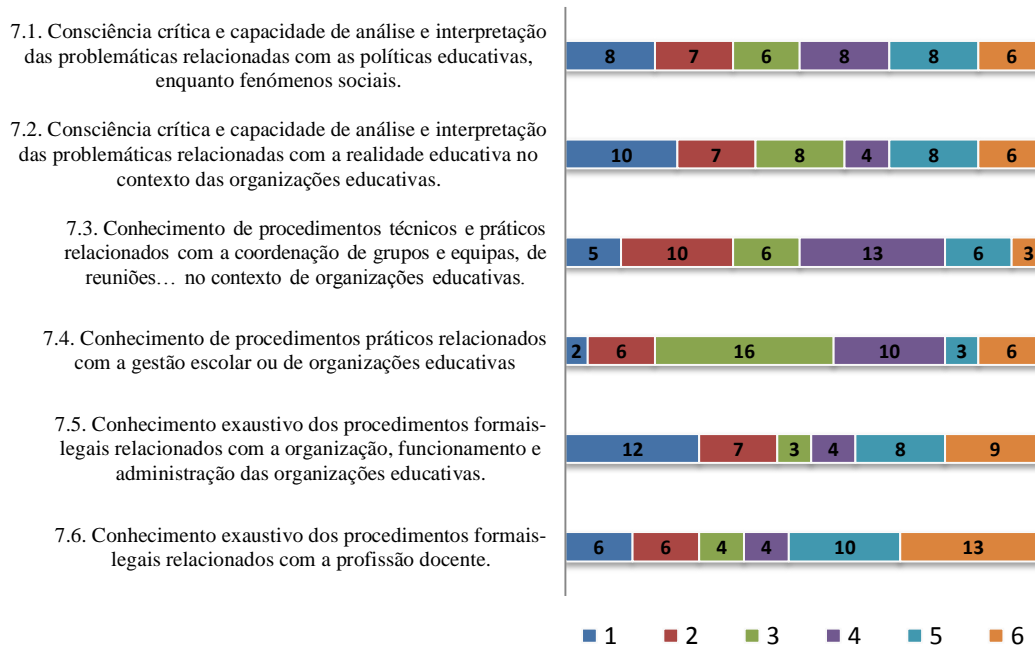 7.1. Consciência crítica e capacidade de análise e interpretação
das problemáticas relacionadas com as políticas educativas,
enquanto fenómenos sociais.
8 7 6 8 8 6
7.2. Consciência crítica e capacidade de análise e interpretação
das problemáticas relacionadas com a realidade educativa no
contexto das organizações educativas.
10 7 8 4 8 6
7.3. Conhecimento de procedimentos técnicos e práticos
relacionados com a coordenação de grupos e equipas, de
reuniões… no contexto de organizações educativas.
5 10 6 13 6 3
7.4. Conhecimento de procedimentos práticos relacionados
com a gestão escolar ou de organizações educativas
2 6 16 10 3 6
7.5. Conhecimento exaustivo dos procedimentos formais-
legais relacionados com a organização, funcionamento e
administração das organizações educativas.
12 7 3 4 8 9
7.6. Conhecimento exaustivo dos procedimentos formais-
legais relacionados com a profissão docente.
6 6 4 4 10 13
1 2 3 4 5 6